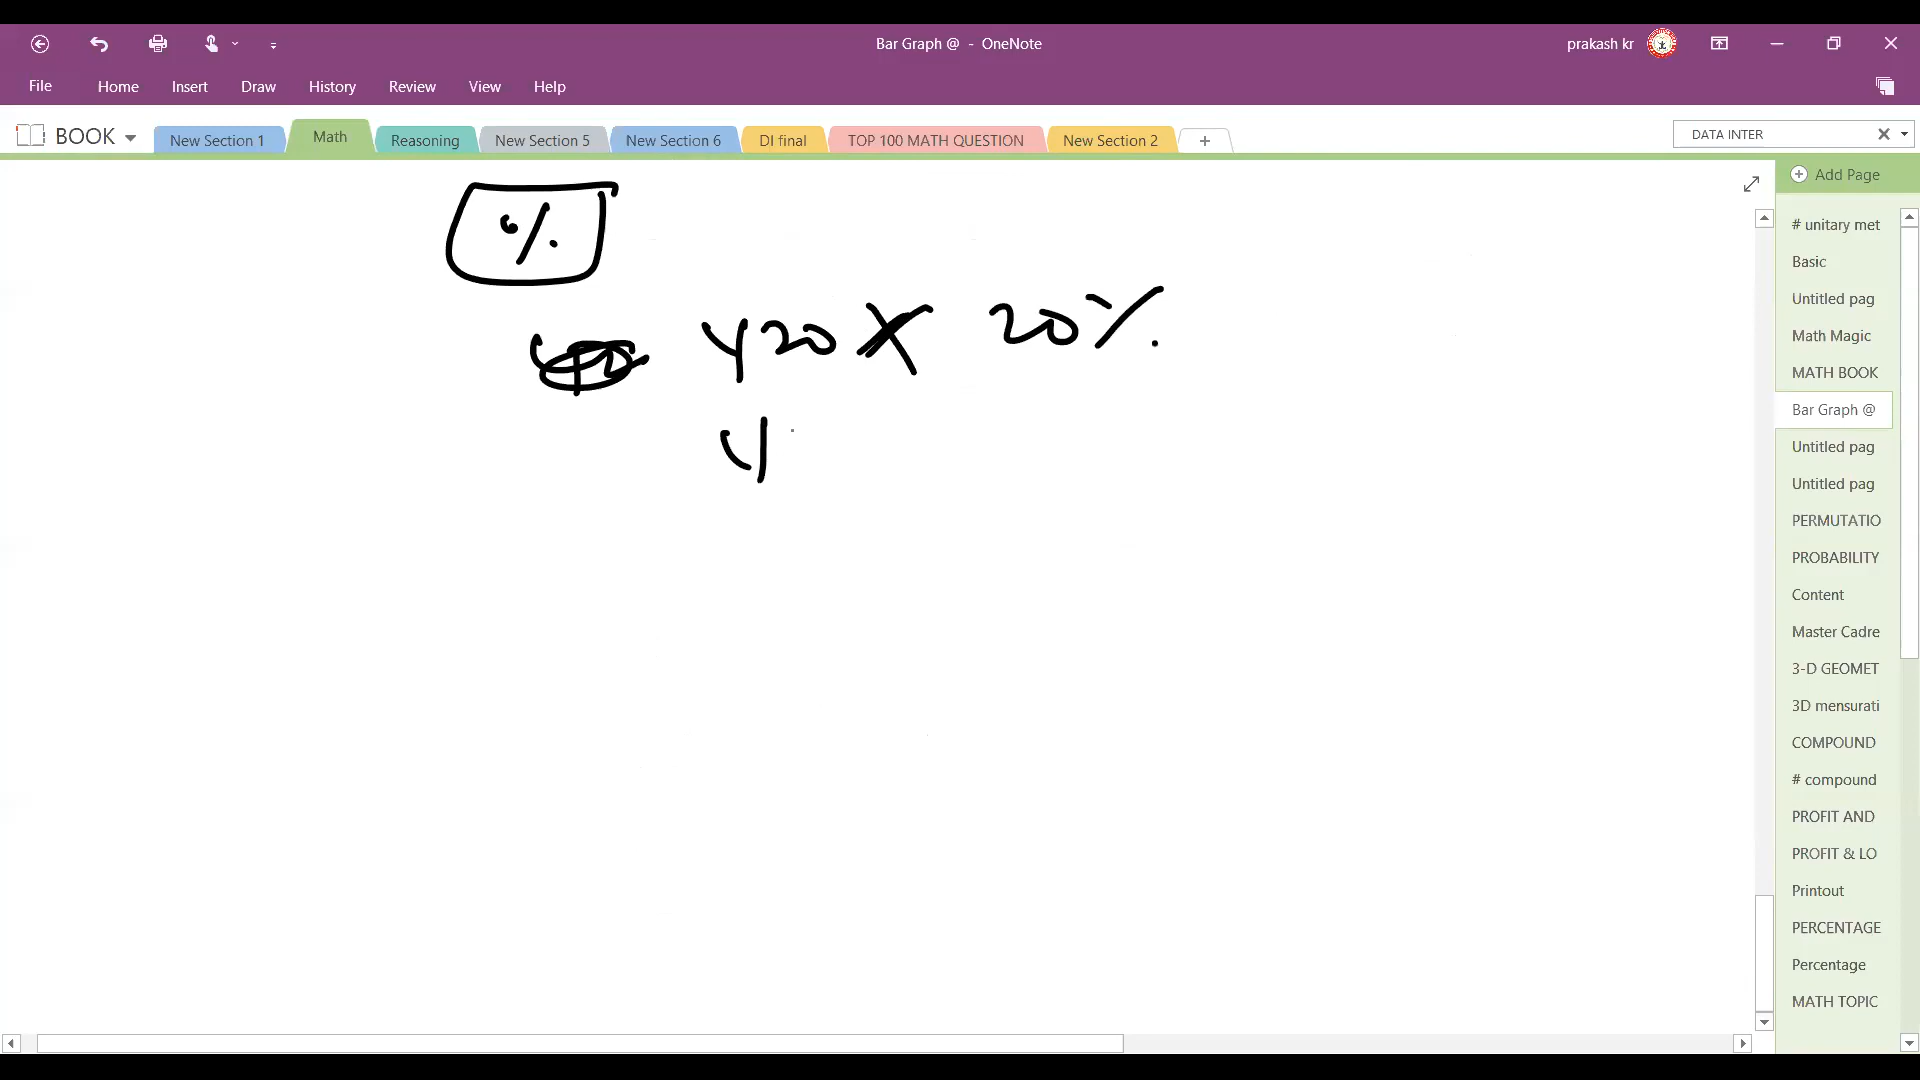 Bar Graph @ - OneNote
prakash kr
File Home Insert Draw History Review View Help
BOOK New Section 1 Math Reasoning New Section 5 New Section 6 DI final TOP 100 MATH QUESTION New Section 2 +
DATA INTER
Add Page
# unitary met
Basic
Untitled pag
Math Magic
MATH BOOK
Bar Graph @
Untitled pag
Untitled pag
PERMUTATIO
PROBABILITY
Content
Master Cadre
3-D GEOMET
3D mensurati
COMPOUND
# compound
PROFIT AND
PROFIT & LO
Printout
PERCENTAGE
Percentage
MATH TOPIC
%
420 X 20%
4